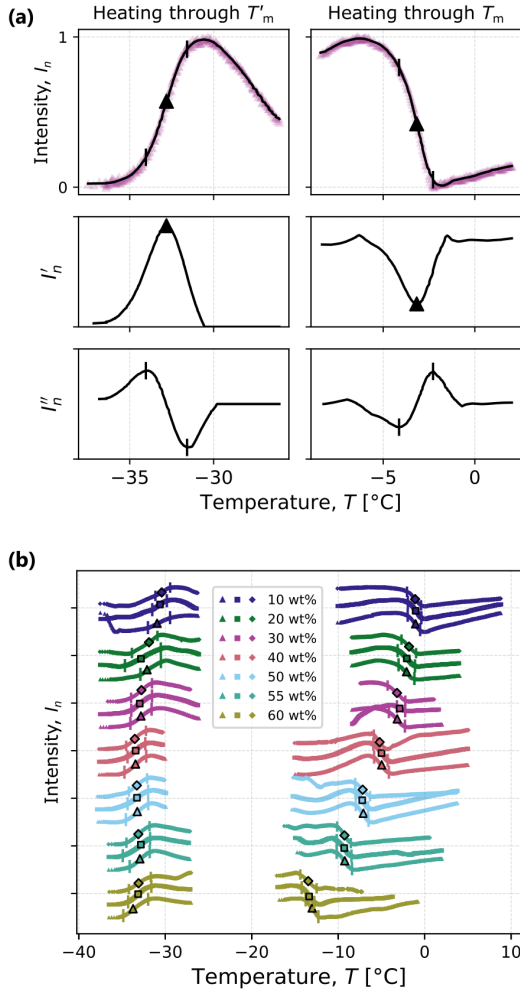 (a)
Heating through T′m
Heating through Tm
Intensity, In
1
0
I′n
I″n
−35
−30
−5
0
Temperature, T [°C]
(b)
Intensity, In
10 wt%
20 wt%
30 wt%
40 wt%
50 wt%
55 wt%
60 wt%
−40
−30
−20
−10
0
10
Temperature, T [°C]